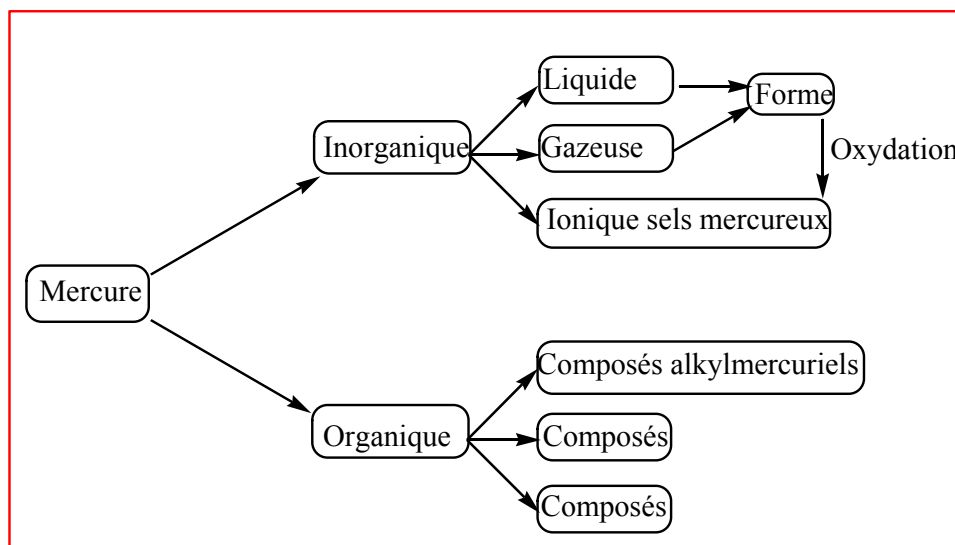 Liquide
Forme
Gazeuse
Inorganique
Oxydation
Ionique sels mercureux
Mercure
Composés alkylmercuriels
Organique
Composés
Composés